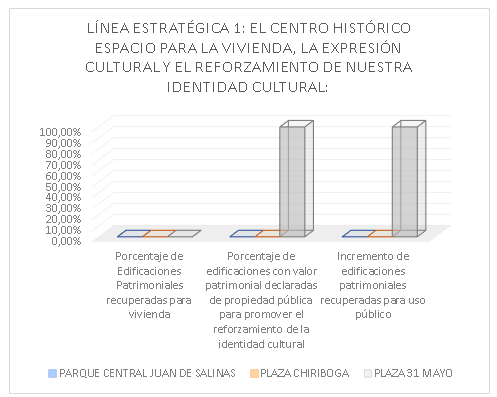 LÍNEA ESTRATÉGICA 1: EL CENTRO HISTÓRICO
ESPACIO PARA LA VIVIENDA, LA EXPRESIÓN
CULTURAL Y EL REFORZAMIENTO DE NUESTRA
IDENTIDAD CULTURAL:
100,00%
90,00%
80,00%
70,00%
60,00%
50,00%
40,00%
30,00%
20,00%
10,00%
0,00%
Porcentaje de
Edificaciones
Patrimoniales
recuperadas para
vivienda
Porcentaje de
edificaciones con valor
patrimonial declaradas
de propiedad pública
para promover el
reforzamiento de la
identidad cultural
Incremento de
edificaciones
patrimoniales
recuperadas para uso
público
PARQUE CENTRAL JUAN DE SALINAS
PLAZA CHIRIBOGA
PLAZA 31 MAYO